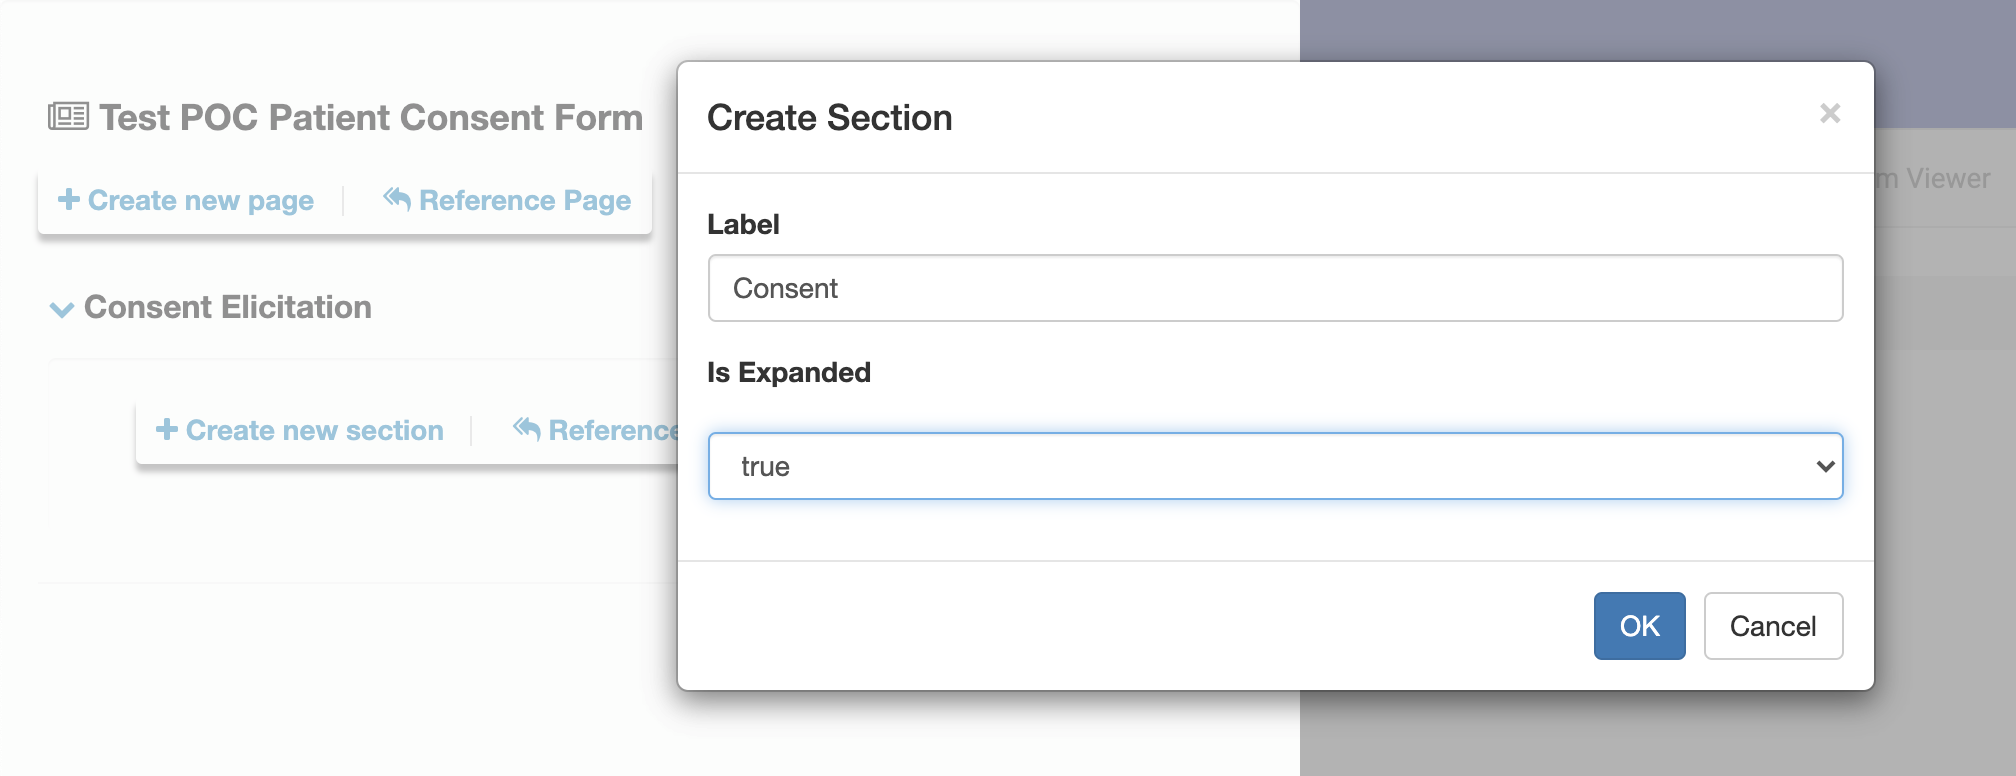 Test POC Patient Consent Form
Create new page
Reference Page
Consent Elicitation
Create new section
Reference
Create Section
×
Label
Consent
Is Expanded
true
OK
Cancel
m Viewer